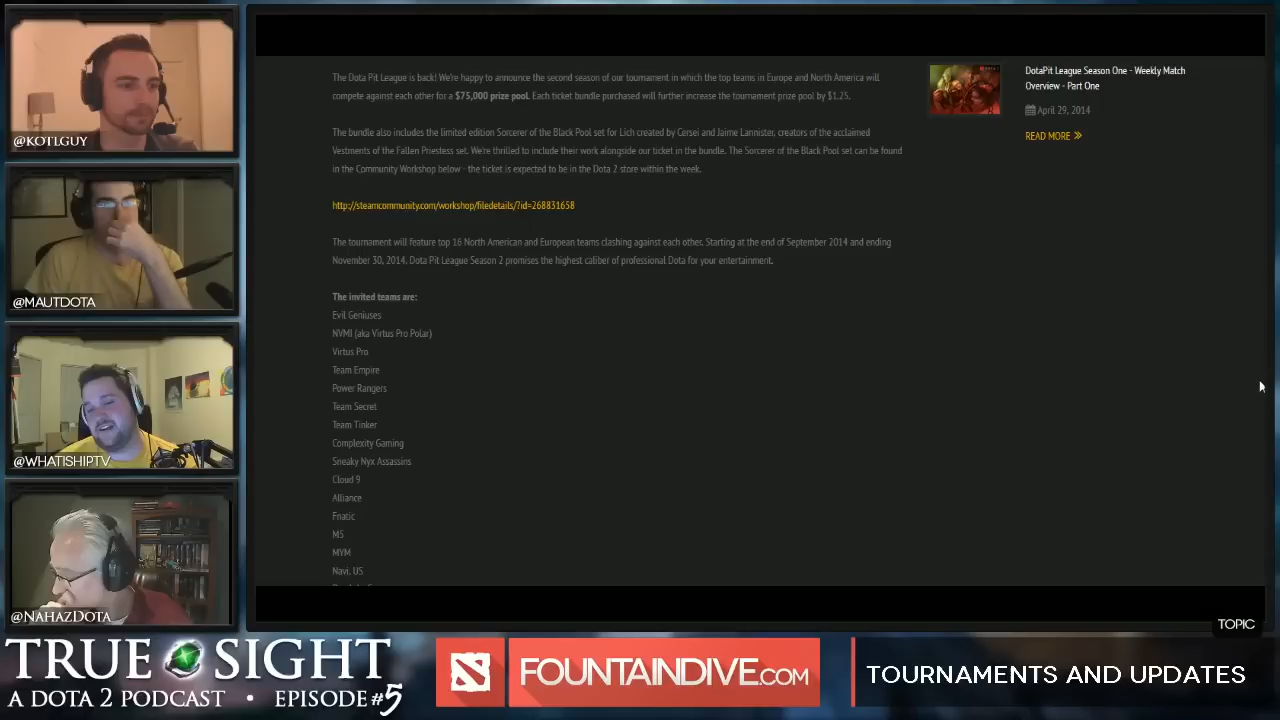 @KOTLGUY
@MAUTDOTA
@WHATISHIPTV
@NAHAZDOTA
The Dota Pit League is back! We're happy to announce the second season of our tournament in which the top teams in Europe and North America will
compete against each other for a $75,000 prize pool. Each ticket bundle purchased will further increase the tournament prize pool by $1.25.
The bundle also includes the limited edition Sorcerer of the Black Pool set for Lich created by Cersei and Jaime Lannister, creators of the acclaimed
Vestments of the Fallen Priestess set. We're thrilled to include their work alongside our ticket in the bundle. The Sorcerer of the Black Pool set can be found
in the Community Workshop below - the ticket is expected to be in the Dota 2 store within the week.
http://steamcommunity.com/workshop/filedetails/?id=268831658
The tournament will feature top 16 North American and European teams clashing against each other. Starting at the end of September 2014 and ending
November 30, 2014. Dota Pit League Season 2 promises the highest caliber of professional Dota for your entertainment.
The invited teams are:
Evil Geniuses
NVMI (aka Virtus Pro Polar)
Virtus Pro
Team Empire
Power Rangers
Team Secret
Team Tinker
Complexity Gaming
Sneaky Nyx Assassins
Cloud 9
Alliance
Fnatic
M5
MYM
Navi, US
DotaPit League Season One - Weekly Match
Overview - Part One
April 29, 2014
READ MORE
TOPIC
TRUE SIGHT
A DOTA 2 PODCAST • EPISODE #5
FOUNTAINDIVE.COM
TOURNAMENTS AND UPDATES